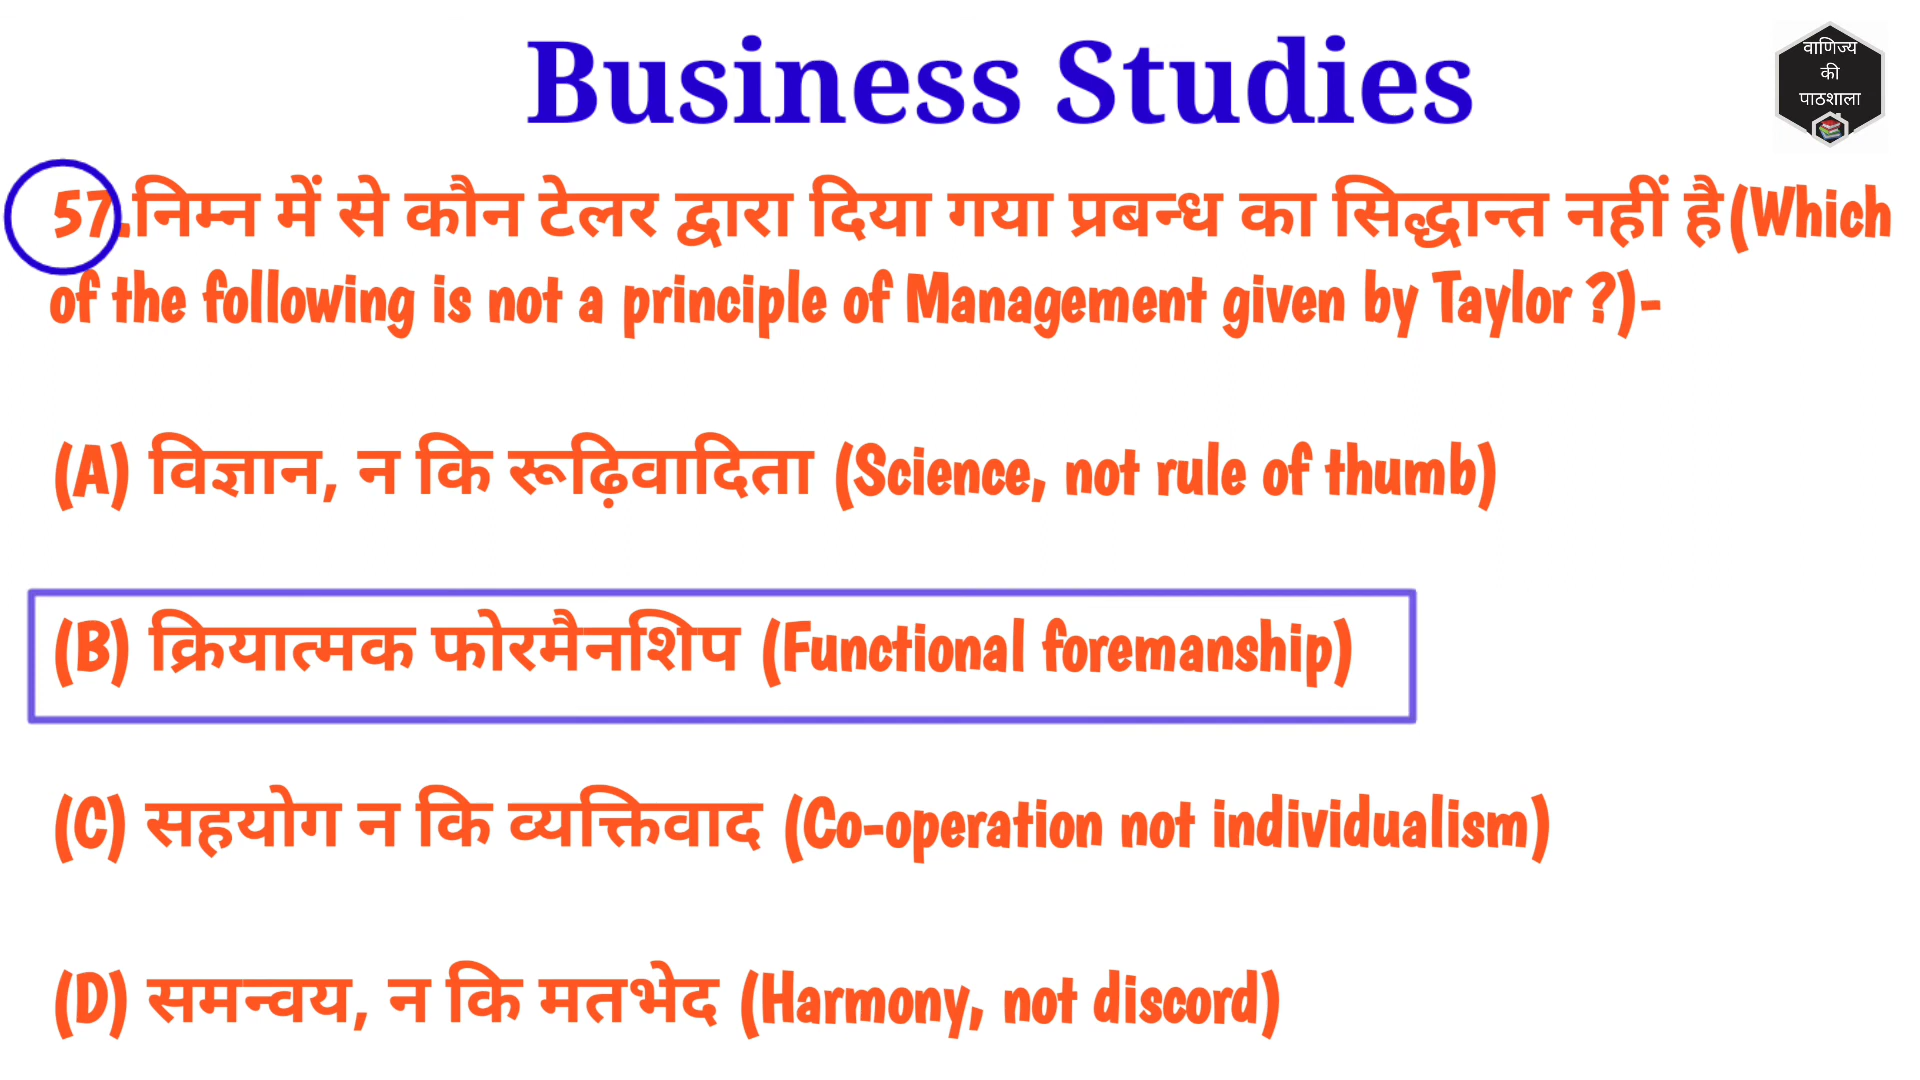 Business Studies
वाणिज्य
की
पाठशाला
57.निम्न में से कौन टेलर द्वारा दिया गया प्रबन्ध का सिद्धान्त नहीं है(Which
of the following is not a principle of Management given by Taylor ?)-
(A) विज्ञान, न कि रूढ़िवादिता (Science, not rule of thumb)
(B) क्रियात्मक फोरमैनशिप (Functional foremanship)
(C) सहयोग न कि व्यक्तिवाद (Co-operation not individualism)
(D) समन्वय, न कि मतभेद (Harmony, not discord)